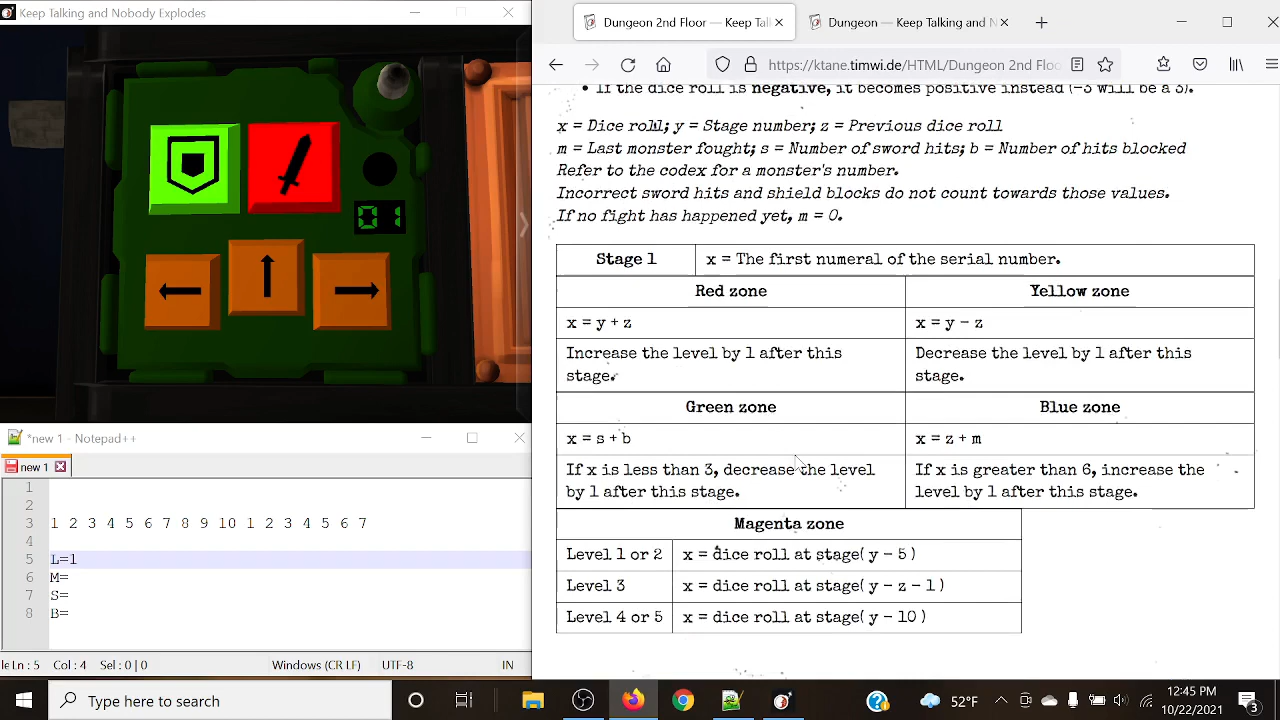 Keep Talking and Nobody Explodes
01
*new 1 - Notepad++
new 1
1
2
3 1 2 3 4 5 6 7 8 9 10 1 2 3 4 5 6 7
4
5 L=1
6 M=
7 S=
8 B=
Ln : 5 Col : 4 Sel : 0 | 0 Windows (CR LF) UTF-8 IN
Dungeon 2nd Floor — Keep Tal
Dungeon — Keep Talking and N
https://ktane.timwi.de/HTML/Dungeon 2nd Floo
• If the dice roll is negative, it becomes positive instead (-3 will be a 3).
x = Dice roll; y = Stage number; z = Previous dice roll
m = Last monster fought; s = Number of sword hits; b = Number of hits blocked
Refer to the codex for a monster's number.
Incorrect sword hits and shield blocks do not count towards those values.
If no fight has happened yet, m = 0.
Stage 1 x = The first numeral of the serial number.
Red zone Yellow zone
x = y + z x = y - z
Increase the level by 1 after this
stage.
Decrease the level by 1 after this
stage.
Green zone Blue zone
x = s + b x = z + m
If x is less than 3, decrease the level
by 1 after this stage.
If x is greater than 6, increase the
level by 1 after this stage.
Magenta zone
Level 1 or 2 x = dice roll at stage( y - 5 )
Level 3 x = dice roll at stage( y - z - 1 )
Level 4 or 5 x = dice roll at stage( y - 10 )
Type here to search
52°F
12:45 PM
10/22/2021
3